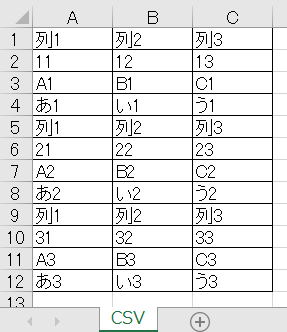 A B C
1 列1 列2 列3
2 11 12 13
3 A1 B1 C1
4 あ1 い1 う1
5 列1 列2 列3
6 21 22 23
7 A2 B2 C2
8 あ2 い2 う2
9 列1 列2 列3
10 31 32 33
11 A3 B3 C3
12 あ3 い3 う3
13
CSV